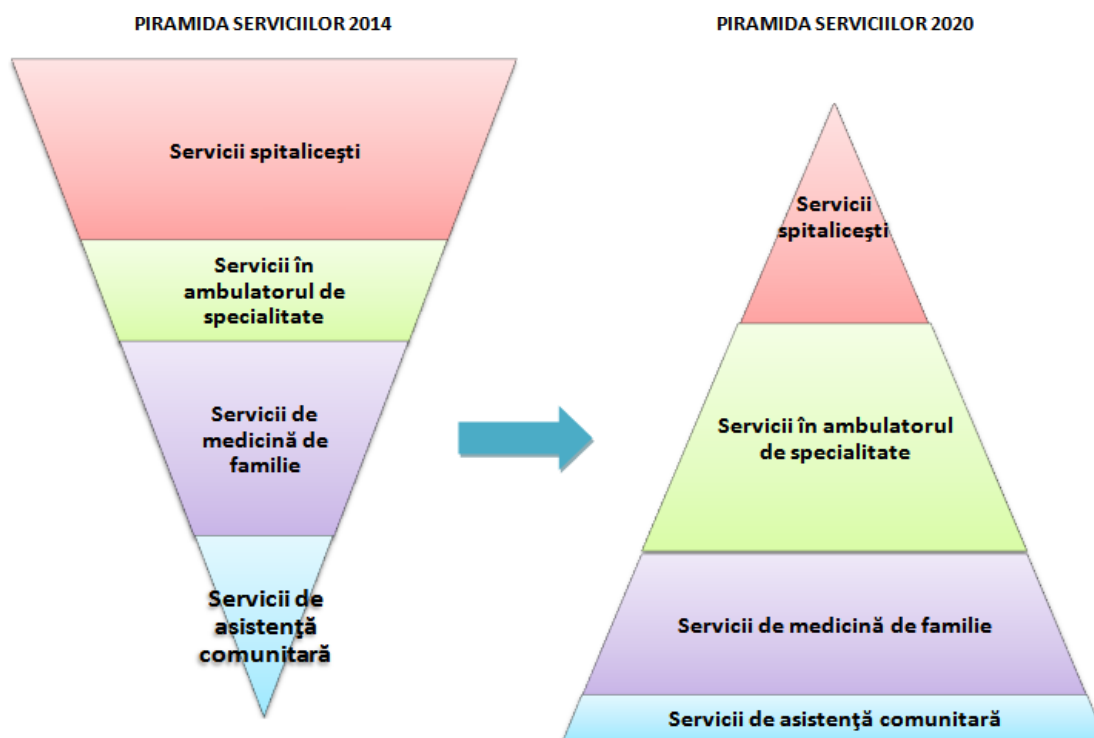 PIRAMIDA SERVICIILOR 2014
Servicii spitaliceşti
Servicii în
ambulatorul de
specialitate
Servicii de
medicină de
familie
Servicii de
asistenţă
comunitară
PIRAMIDA SERVICIILOR 2020
Servicii
spitaliceşti
Servicii în ambulatorul
de specialitate
Servicii de medicină de familie
Servicii de asistenţă comunitară